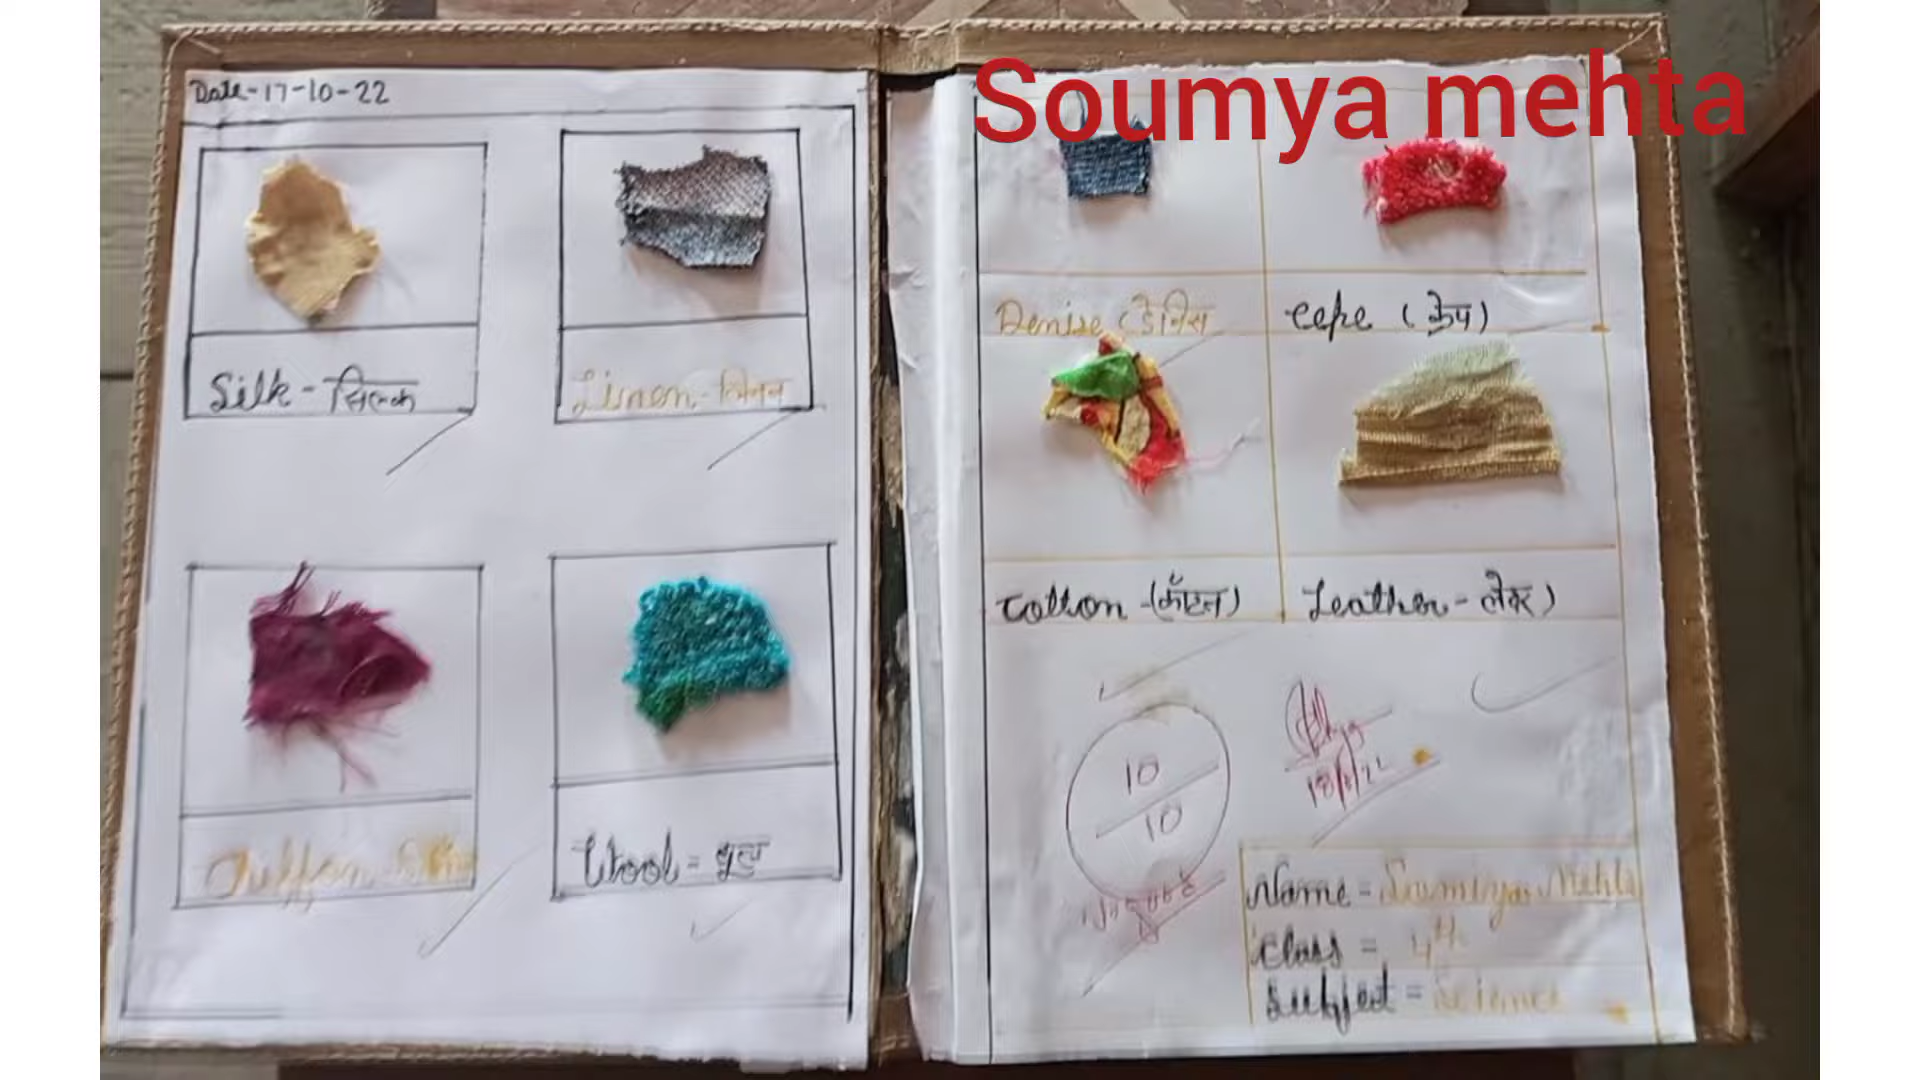 Soumya mehta
Date-17-10-22
Silk - सिल्क
Linen - लिनन
Wool = वूल
Denise (डेनिस
cepe (क्रेप)
Cotton -(कॉटन)
Leather - लेदर)
10
10
Name - Soumya Mehta
Class = 4th
Subject = Science